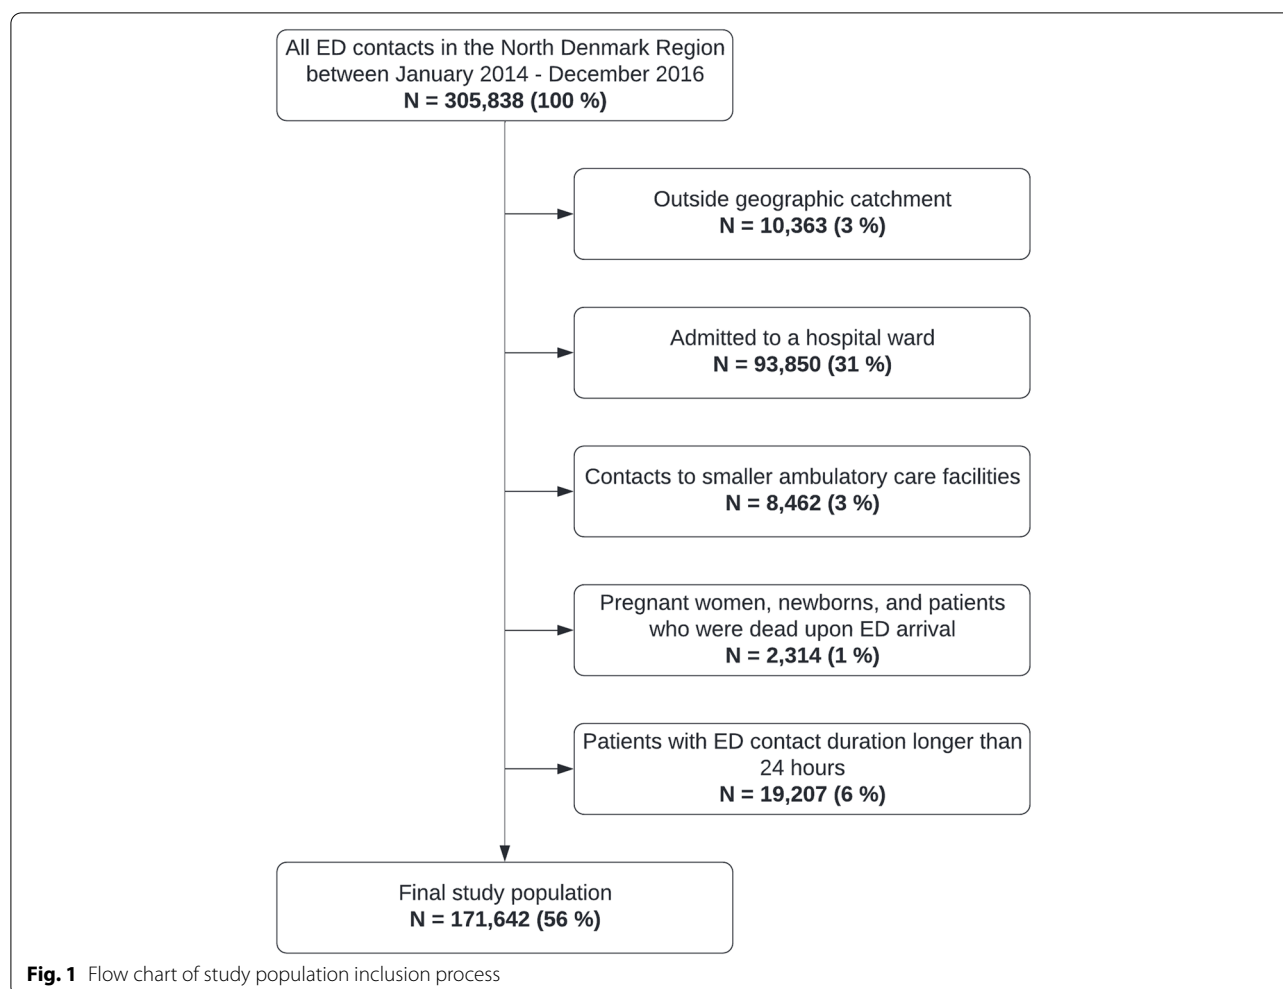 All ED contacts in the North Denmark Region
between January 2014 - December 2016
N = 305,838 (100 %)
Outside geographic catchment
N = 10,363 (3 %)
Admitted to a hospital ward
N = 93,850 (31 %)
Contacts to smaller ambulatory care facilities
N = 8,462 (3 %)
Pregnant women, newborns, and patients
who were dead upon ED arrival
N = 2,314 (1 %)
Patients with ED contact duration longer than
24 hours
N = 19,207 (6 %)
Final study population
N = 171,642 (56 %)
Fig. 1 Flow chart of study population inclusion process